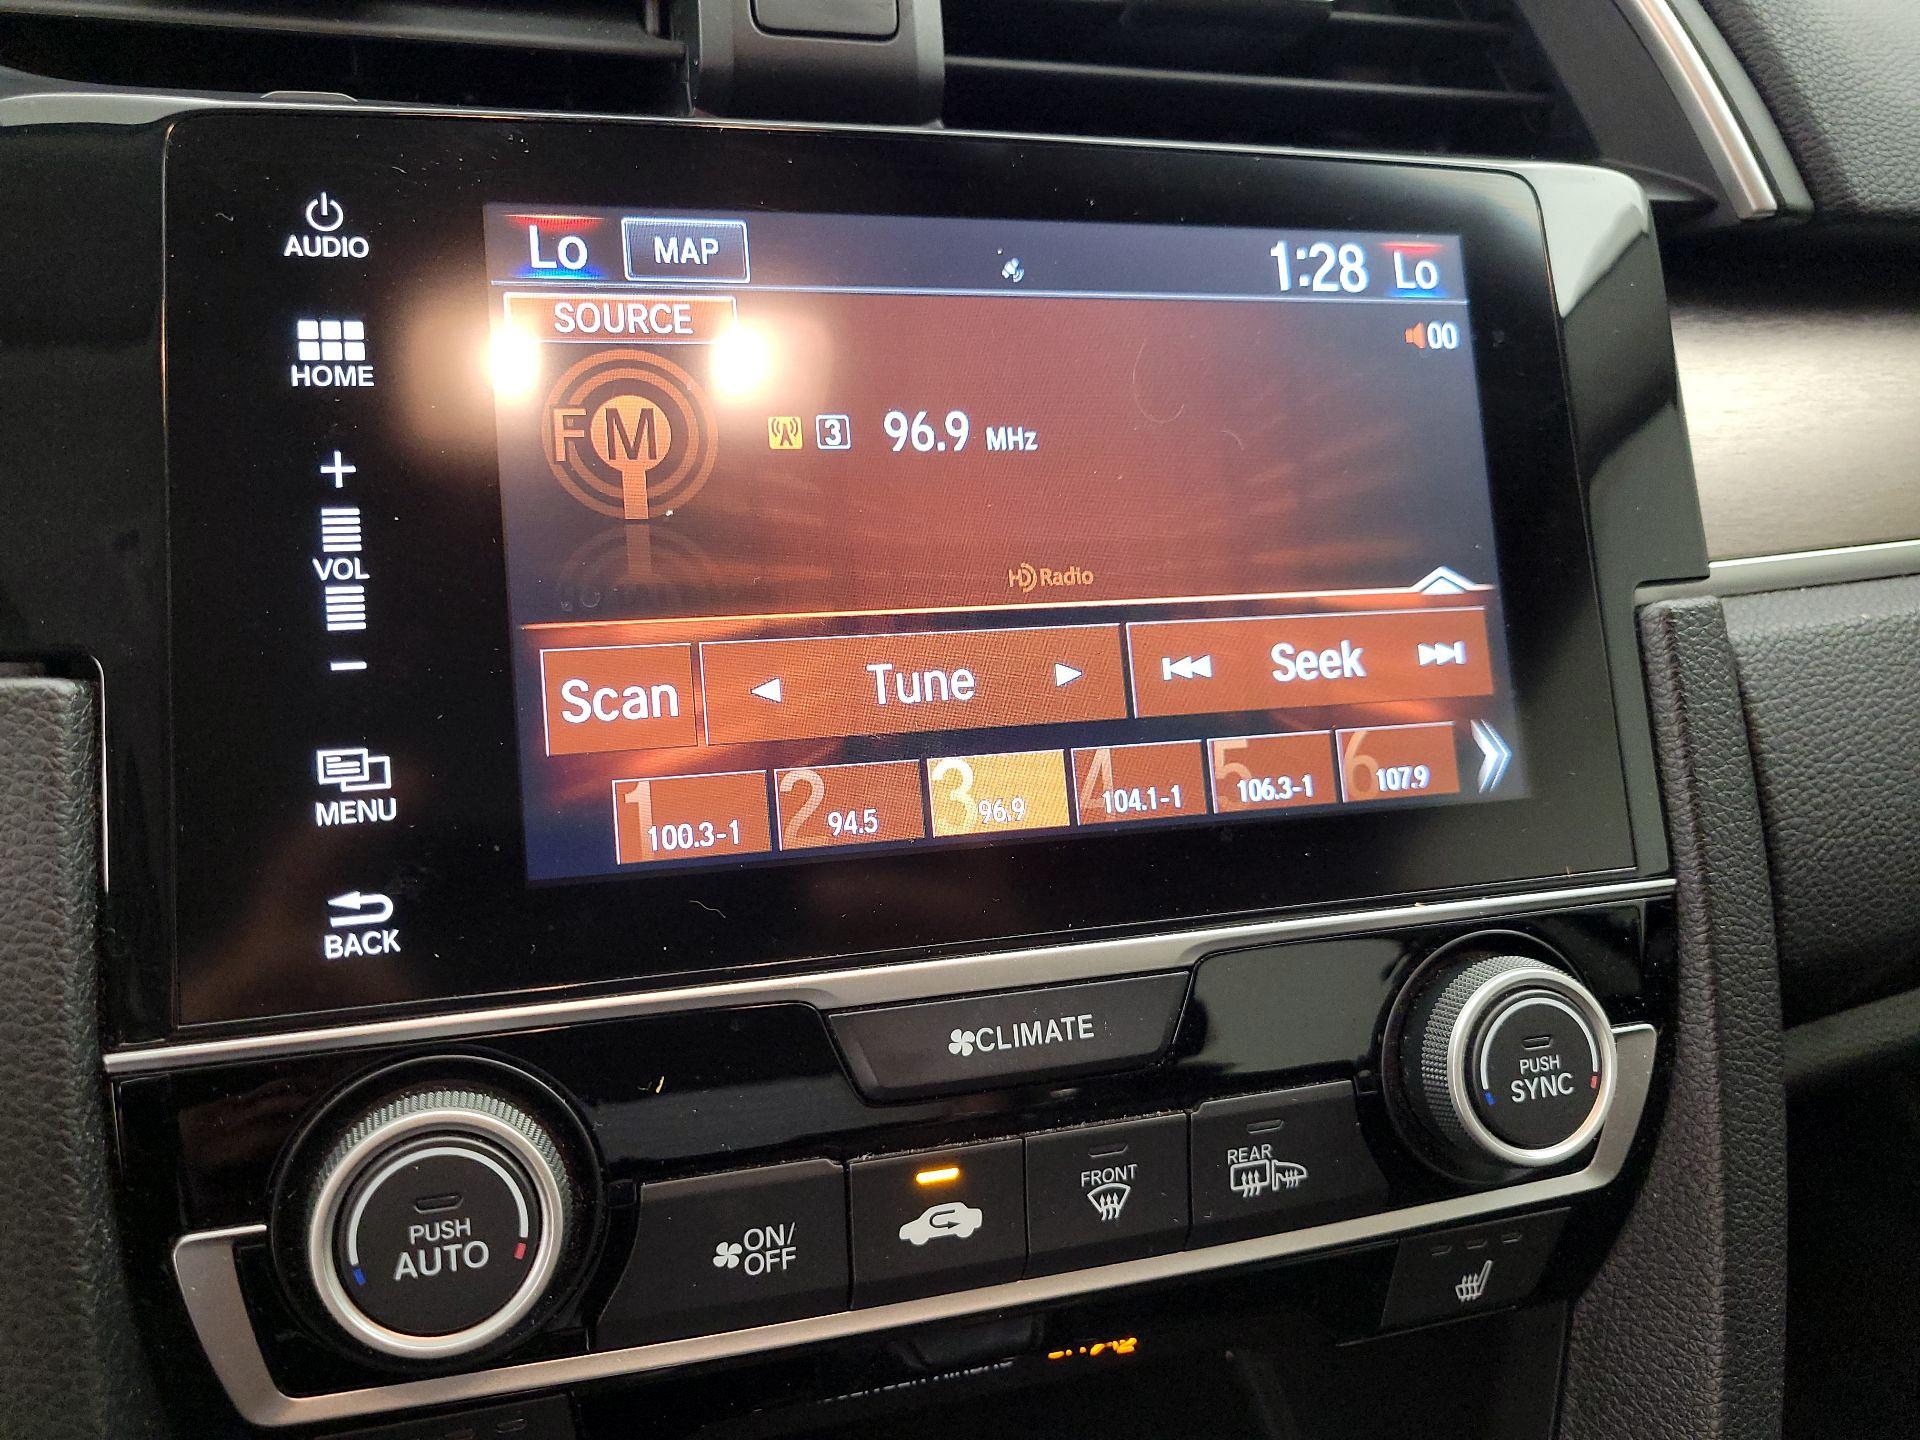 AUDIO
HOME
+
VOL
−
MENU
BACK
Lo MAP 1:28 Lo
SOURCE
00
FM
3 96.9 MHz
HD Radio
Scan Tune Seek
1 100.3-1
2 94.5
3 96.9
4 104.1-1
5 106.3-1
6 107.9
CLIMATE
PUSH
AUTO
ON/
OFF
FRONT
REAR
PUSH
SYNC